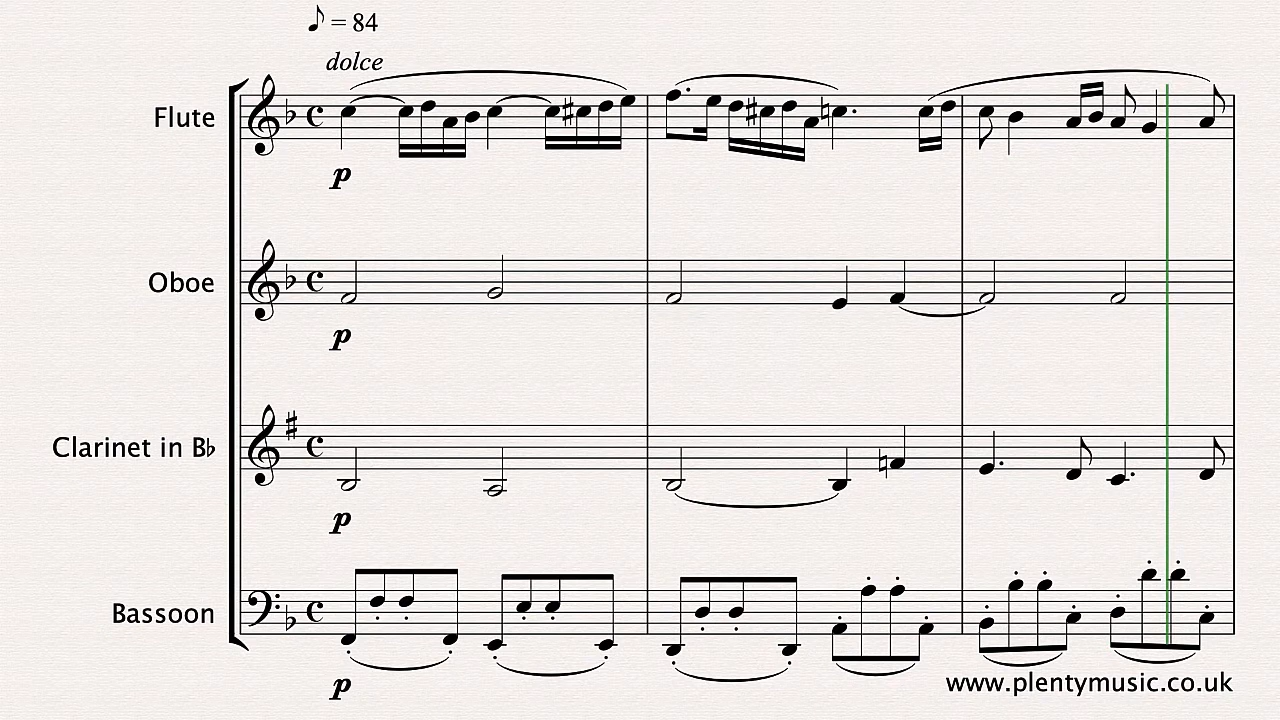 ♪ = 84
dolce
Flute
p
Oboe
p
Clarinet in B♭
p
Bassoon
p
www.plentymusic.co.uk